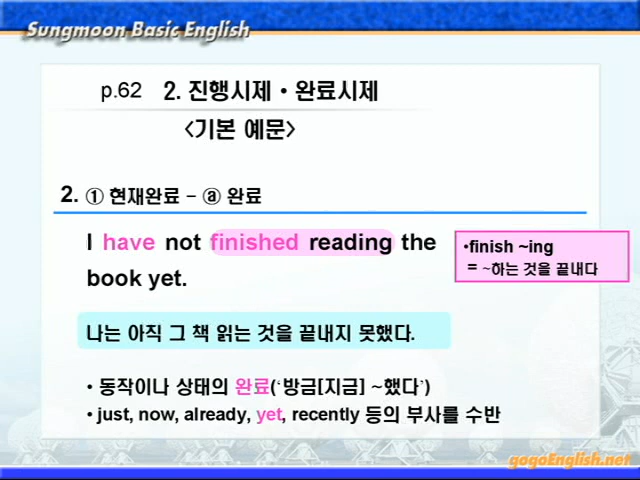 Sungmoon Basic English
p.62 2. 진행시제 • 완료시제
<기본 예문>
2. ① 현재완료 - ⓐ 완료
I have not finished reading the
book yet.
•finish ~ing
= ~하는 것을 끝내다
나는 아직 그 책 읽는 것을 끝내지 못했다.
• 동작이나 상태의 완료(‘방금[지금] ~했다’)
• just, now, already, yet, recently 등의 부사를 수반
gogoEnglish.net